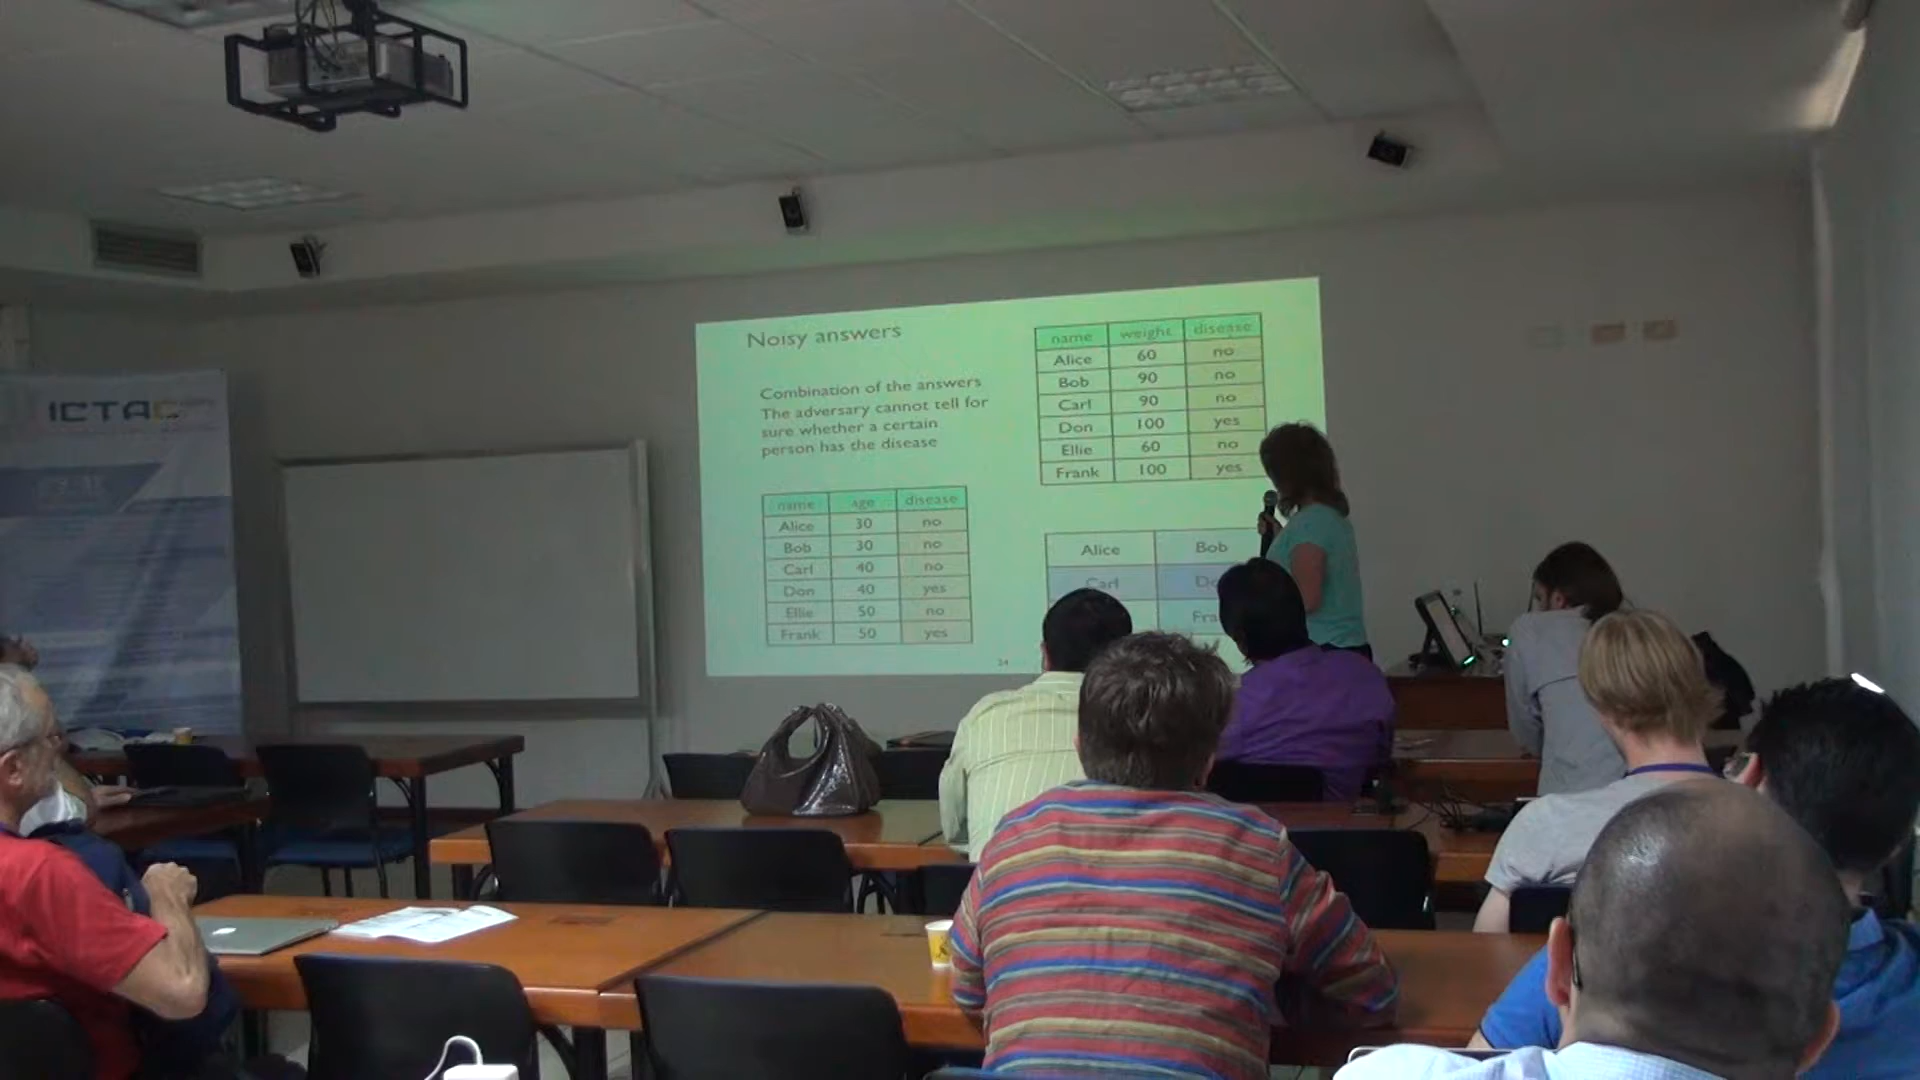 ICTAC
Noisy answers
Combination of the answers
The adversary cannot tell for
sure whether a certain
person has the disease
name weight disease
Alice 60 no
Bob 90 no
Carl 90 no
Don 100 yes
Ellie 60 no
Frank 100 yes
name age disease
Alice 30 no
Bob 30 no
Carl 40 no
Don 40 yes
Ellie 50 no
Frank 50 yes
Alice Bob
Carl Do
Fra
24